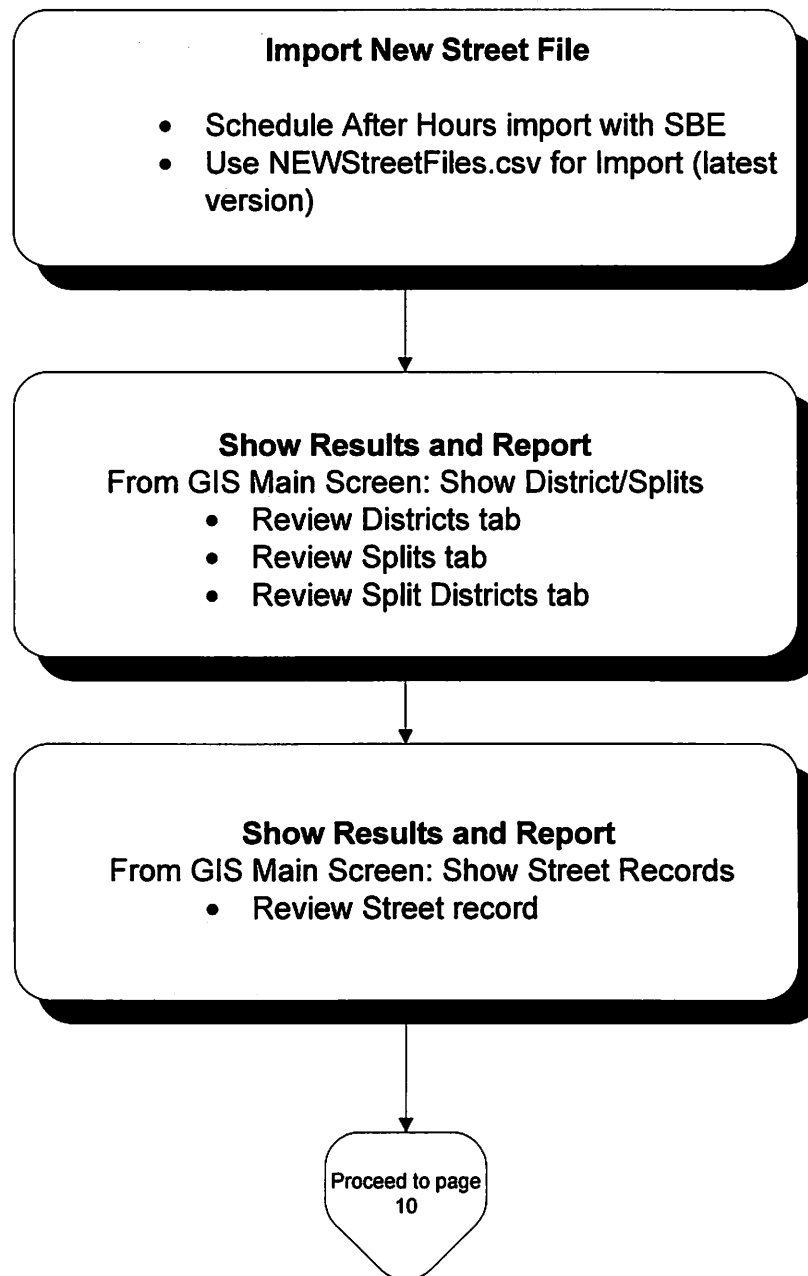 Import New Street File
• Schedule After Hours import with SBE
• Use NEWStreetFiles.csv for Import (latest
version)
Show Results and Report
From GIS Main Screen: Show District/Splits
• Review Districts tab
• Review Splits tab
• Review Split Districts tab
Show Results and Report
From GIS Main Screen: Show Street Records
• Review Street record
Proceed to page
10